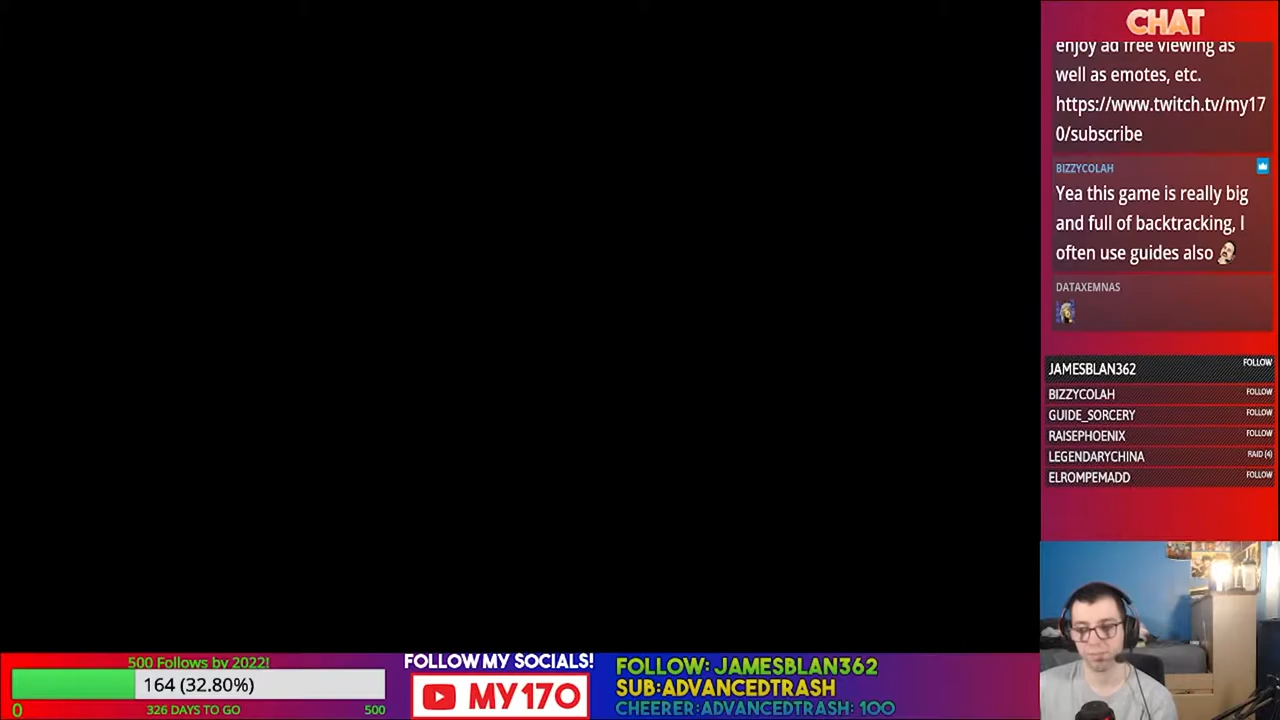 CHAT
enjoy ad free viewing as
well as emotes, etc.
https://www.twitch.tv/my17
0/subscribe
BIZZYCOLAH
Yea this game is really big
and full of backtracking, I
often use guides also
DATAXEMNAS
JAMESBLAN362 FOLLOW
BIZZYCOLAH FOLLOW
GUIDE_SORCERY FOLLOW
RAISEPHOENIX FOLLOW
LEGENDARYCHINA RAID (4)
ELROMPEMADD FOLLOW
500 Follows by 2022!
164 (32.80%)
0 326 DAYS TO GO 500
FOLLOW MY SOCIALS!
MY170
FOLLOW: JAMESBLAN362
SUB:ADVANCEDTRASH
CHEERER:ADVANCEDTRASH: 100